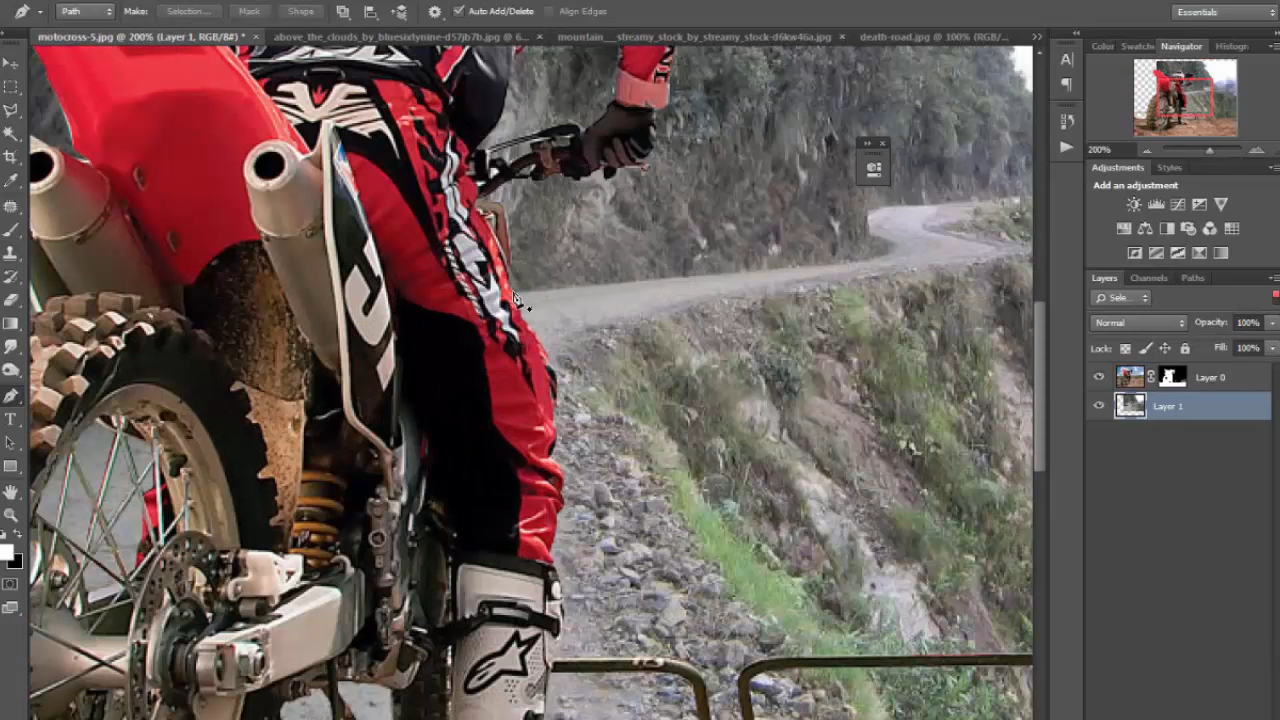 Path Make: Selection... Mask Shape Auto Add/Delete Align Edges Essentials
motocross-5.jpg @ 200% (Layer 1, RGB/8#) * × above_the_clouds_by_bluesixtynine-d57jb7b.jpg @ 6... × mountain___streamy_stock_by_streamy_stock-d6kw46a.jpg × death-road.jpg @ 100% (RGB/...
Color Swatches Navigator Histogr
200%
Adjustments Styles
Add an adjustment
Layers Channels Paths
Sele...
Normal Opacity: 100%
Lock: Fill: 100%
Layer 0
Layer 1